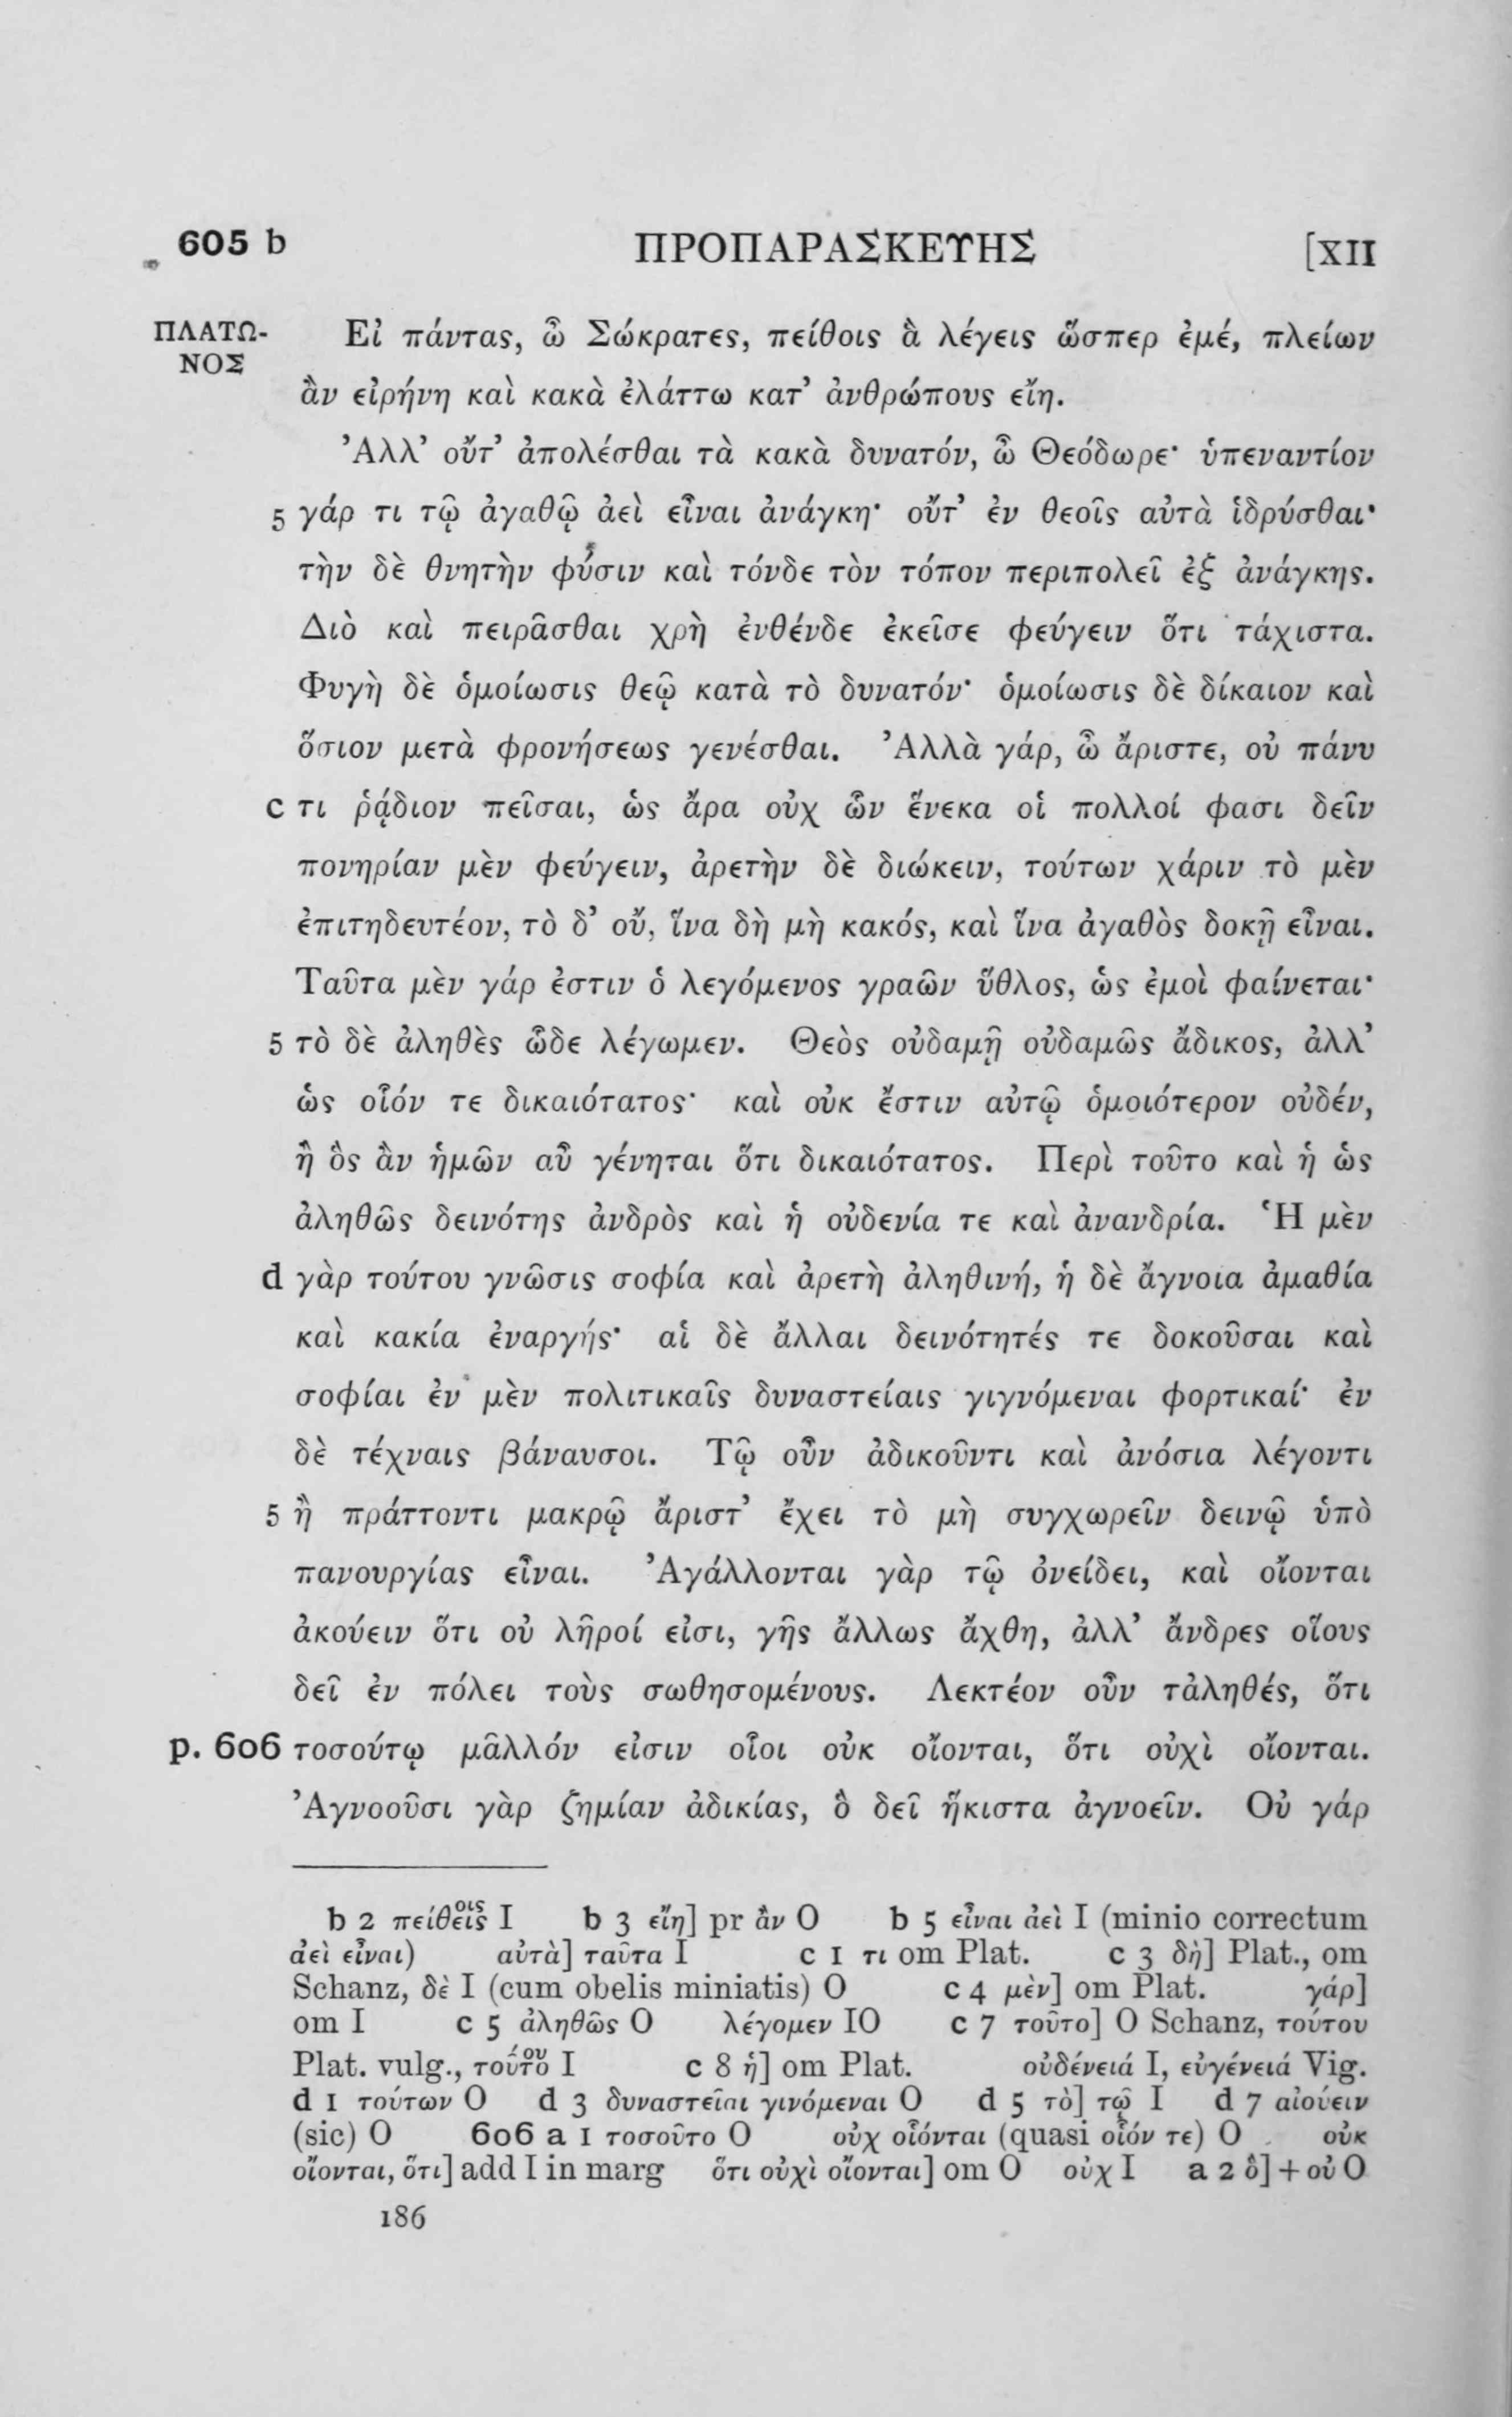 605 b ΠΡΟΠΑΡΑΣΚΕΥΗΣ [XII
ΠΛΑΤΩ- Εἰ πάντας, ὦ Σώκρατες, πείθοις ἃ λέγεις ὥσπερ ἐμέ, πλείων
ΝΟΣ
ἂν εἰρήνη καὶ κακὰ ἐλάττω κατ’ ἀνθρώπους εἴη.
Ἀλλ’ οὔτ’ ἀπολέσθαι τὰ κακὰ δυνατόν, ὦ Θεόδωρε· ὑπεναντίον
5 γάρ τι τῷ ἀγαθῷ ἀεὶ εἶναι ἀνάγκη· οὔτ’ ἐν θεοῖς αὐτὰ ἱδρύσθαι·
τὴν δὲ θνητὴν φύσιν καὶ τόνδε τὸν τόπον περιπολεῖ ἐξ ἀνάγκης.
Διὸ καὶ πειρᾶσθαι χρὴ ἐνθένδε ἐκεῖσε φεύγειν ὅτι τάχιστα.
Φυγὴ δὲ ὁμοίωσις θεῷ κατὰ τὸ δυνατόν· ὁμοίωσις δὲ δίκαιον καὶ
ὅσιον μετὰ φρονήσεως γενέσθαι. Ἀλλὰ γάρ, ὦ ἄριστε, οὐ πάνυ
c τι ῥᾴδιον πεῖσαι, ὡς ἄρα οὐχ ὧν ἕνεκα οἱ πολλοί φασι δεῖν
πονηρίαν μὲν φεύγειν, ἀρετὴν δὲ διώκειν, τούτων χάριν τὸ μὲν
ἐπιτηδευτέον, τὸ δ’ οὔ, ἵνα δὴ μὴ κακός, καὶ ἵνα ἀγαθὸς δοκῇ εἶναι.
Ταῦτα μὲν γάρ ἐστιν ὁ λεγόμενος γραῶν ὕθλος, ὡς ἐμοὶ φαίνεται·
5 τὸ δὲ ἀληθὲς ὧδε λέγωμεν. Θεὸς οὐδαμῇ οὐδαμῶς ἄδικος, ἀλλ’
ὡς οἷόν τε δικαιότατος· καὶ οὐκ ἔστιν αὐτῷ ὁμοιότερον οὐδέν,
ἢ ὃς ἂν ἡμῶν αὖ γένηται ὅτι δικαιότατος. Περὶ τοῦτο καὶ ἡ ὡς
ἀληθῶς δεινότης ἀνδρὸς καὶ ἡ οὐδενία τε καὶ ἀνανδρία. Ἡ μὲν
d γὰρ τούτου γνῶσις σοφία καὶ ἀρετὴ ἀληθινή, ἡ δὲ ἄγνοια ἀμαθία
καὶ κακία ἐναργής· αἱ δὲ ἄλλαι δεινότητές τε δοκοῦσαι καὶ
σοφίαι ἐν μὲν πολιτικαῖς δυναστείαις γιγνόμεναι φορτικαί· ἐν
δὲ τέχναις βάναυσοι. Τῷ οὖν ἀδικοῦντι καὶ ἀνόσια λέγοντι
5 ἢ πράττοντι μακρῷ ἄριστ’ ἔχει τὸ μὴ συγχωρεῖν δεινῷ ὑπὸ
πανουργίας εἶναι. Ἀγάλλονται γὰρ τῷ ὀνείδει, καὶ οἴονται
ἀκούειν ὅτι οὐ λῆροί εἰσι, γῆς ἄλλως ἄχθη, ἀλλ’ ἄνδρες οἵους
δεῖ ἐν πόλει τοὺς σωθησομένους. Λεκτέον οὖν τἀληθές, ὅτι
p. 606 τοσούτῳ μᾶλλόν εἰσιν οἷοι οὐκ οἴονται, ὅτι οὐχὶ οἴονται.
Ἀγνοοῦσι γὰρ ζημίαν ἀδικίας, ὃ δεῖ ἥκιστα ἀγνοεῖν. Οὐ γάρ
b 2 πείθεῖςοις I b 3 εἴη] pr ἂν O b 5 εἶναι ἀεὶ I (minio correctum
ἀεὶ εἶναι) αὐτὰ] ταῦτα I c 1 τι om Plat. c 3 δὴ] Plat., om
Schanz, δὲ I (cum obelis miniatis) O c 4 μὲν] om Plat. γάρ]
om I c 5 ἀληθῶς O λέγομεν IO c 7 τοῦτο] O Schanz, τούτου
Plat. vulg., τοῦτόου I c 8 ἡ] om Plat. οὐδένειά I, εὐγένειά Vig.
d 1 τούτων O d 3 δυναστεῖαι γινόμεναι O d 5 τὸ] τῷ I d 7 αἰούειν
(sic) O 606 a 1 τοσοῦτο O οὐχ οἷόνται (quasi οἷόν τε) O οὐκ
οἴονται, ὅτι] add I in marg ὅτι οὐχὶ οἴονται] om O οὐχ I a 2 ὃ] + οὐ O
186